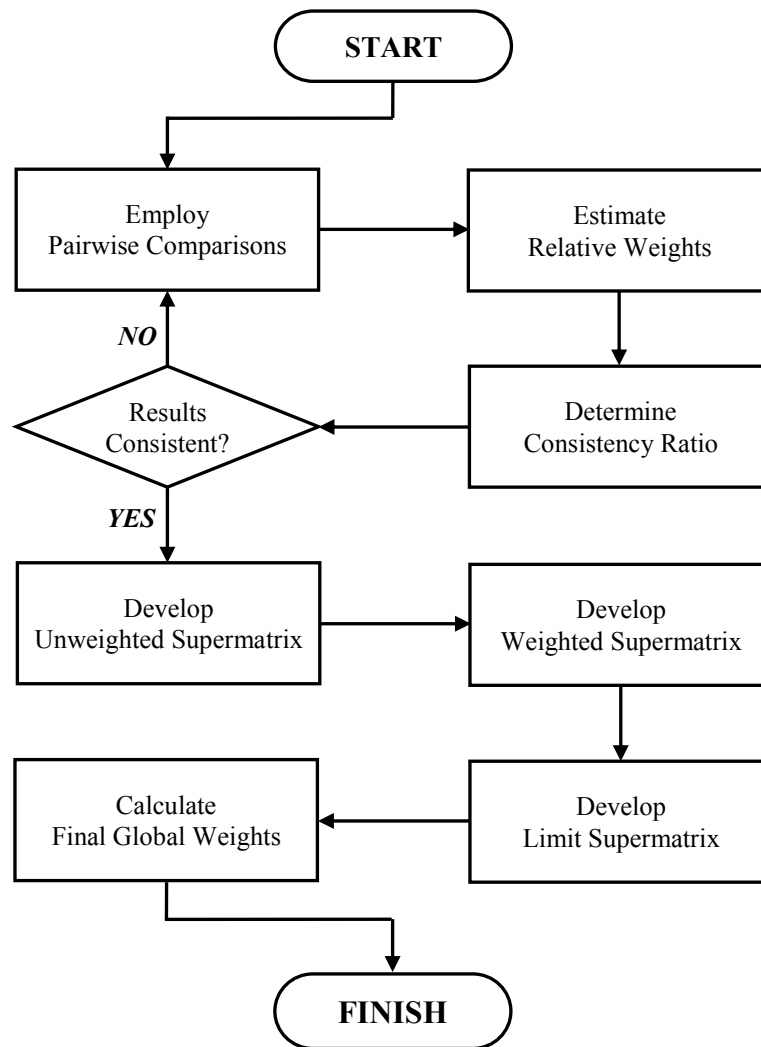 START
Employ
Pairwise Comparisons
Estimate
Relative Weights
NO
Results
Consistent?
Determine
Consistency Ratio
YES
Develop
Unweighted Supermatrix
Develop
Weighted Supermatrix
Calculate
Final Global Weights
Develop
Limit Supermatrix
FINISH